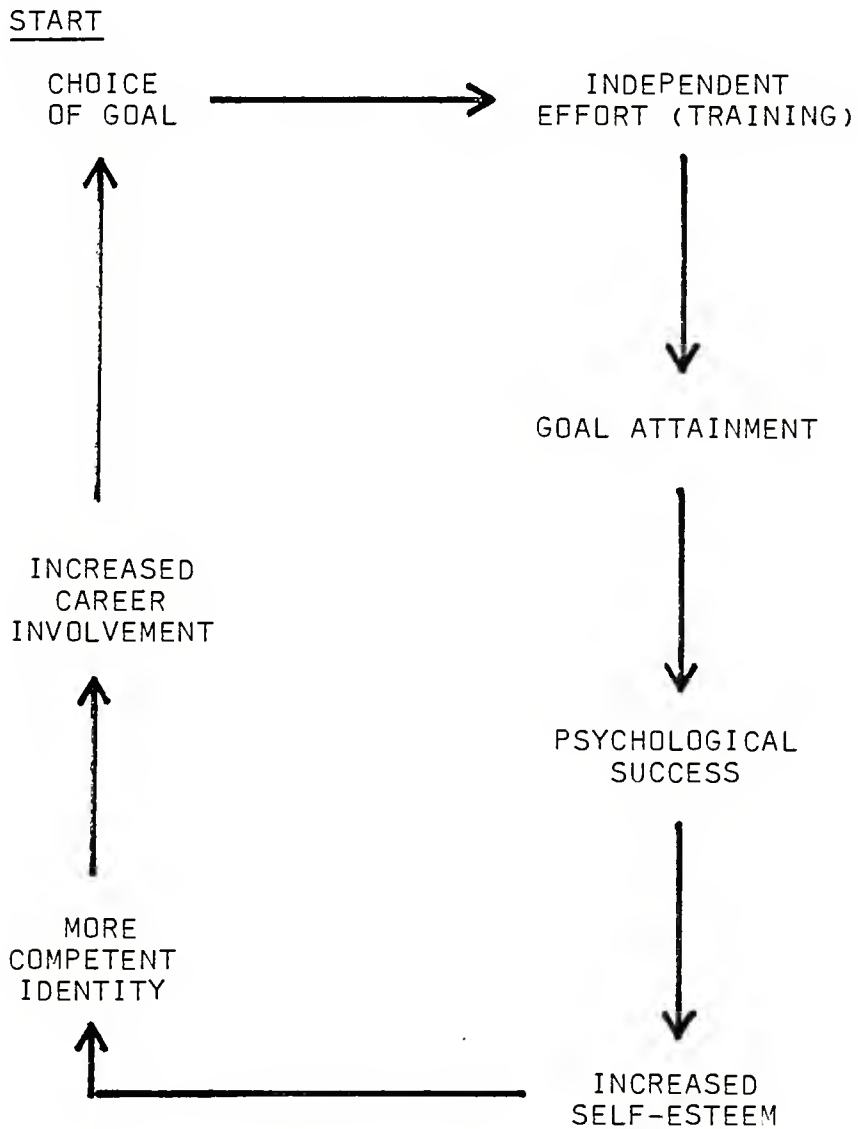 START
CHOICE
OF GOAL
INDEPENDENT
EFFORT (TRAINING)
GOAL ATTAINMENT
PSYCHOLOGICAL
SUCCESS
INCREASED
SELF-ESTEEM
MORE
COMPETENT
IDENTITY
INCREASED
CAREER
INVOLVEMENT